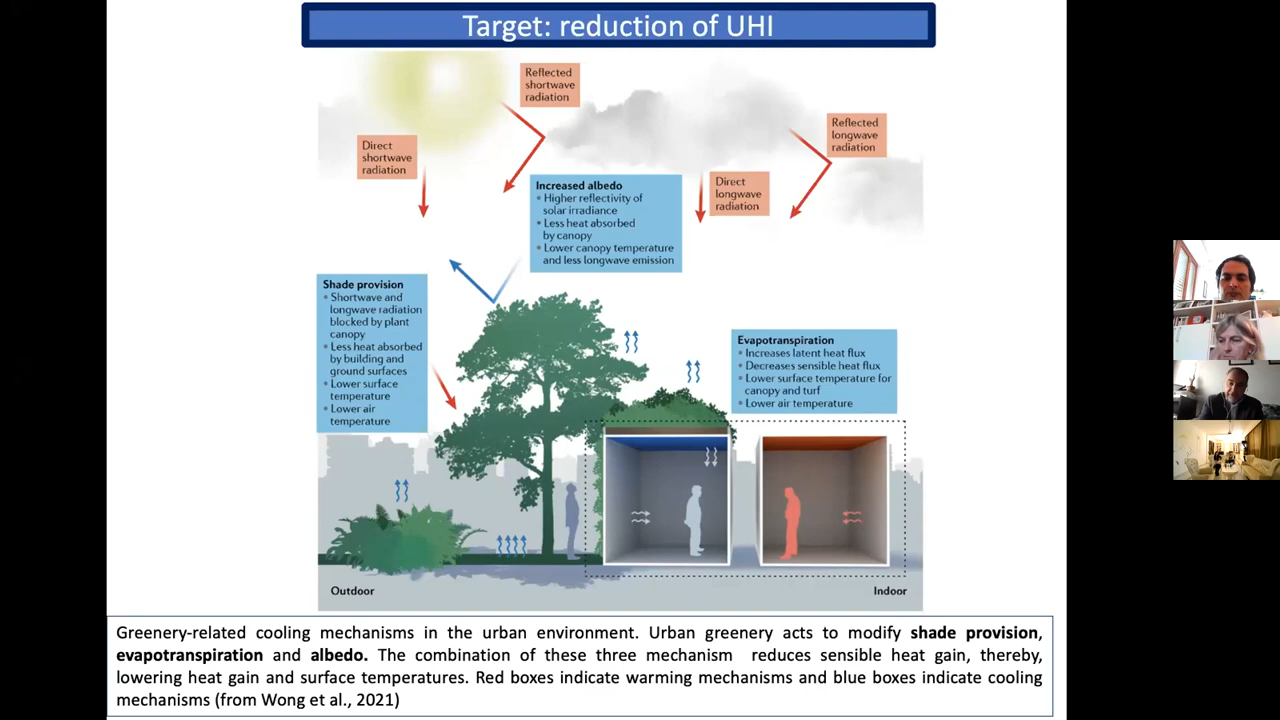 Target: reduction of UHI
Reflected
shortwave
radiation
Direct
shortwave
radiation
Reflected
longwave
radiation
Direct
longwave
radiation
Increased albedo
• Higher reflectivity of
solar irradiance
• Less heat absorbed
by canopy
• Lower canopy temperature
and less longwave emission
Shade provision
• Shortwave and
longwave radiation
blocked by plant
canopy
• Less heat absorbed
by building and
ground surfaces
• Lower surface
temperature
• Lower air
temperature
Evapotranspiration
• Increases latent heat flux
• Decreases sensible heat flux
• Lower surface temperature for
canopy and turf
• Lower air temperature
Outdoor
Indoor
Greenery-related cooling mechanisms in the urban environment. Urban greenery acts to modify shade provision,
evapotranspiration and albedo. The combination of these three mechanism reduces sensible heat gain, thereby,
lowering heat gain and surface temperatures. Red boxes indicate warming mechanisms and blue boxes indicate cooling
mechanisms (from Wong et al., 2021)